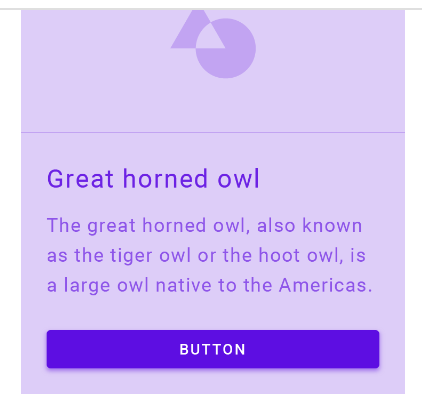 Great horned owl
The great horned owl, also known
as the tiger owl or the hoot owl, is
a large owl native to the Americas.
BUTTON